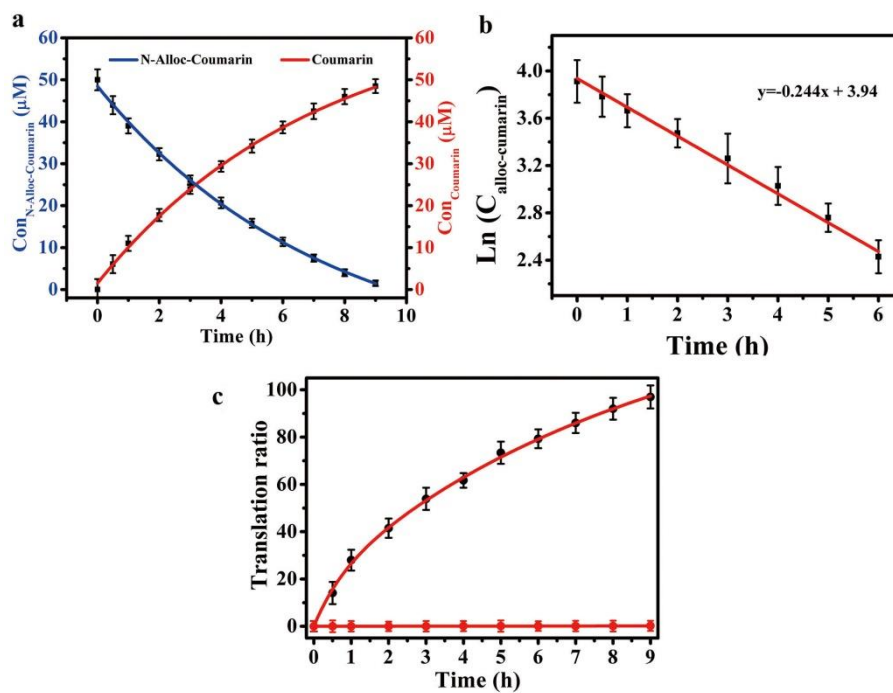 a
60
50
40
30
20
10
0
Con_N-Alloc-Coumarin (μM)
N-Alloc-Coumarin
Coumarin
60
50
40
30
20
10
0
Con_Coumarin (μM)
0 2 4 6 8 10
Time (h)
b
4.0
3.6
3.2
2.8
2.4
Ln (C_alloc-cumarin)
y=-0.244x + 3.94
0 1 2 3 4 5 6
Time (h)
c
100
80
60
40
20
0
Translation ratio
0 1 2 3 4 5 6 7 8 9
Time (h)